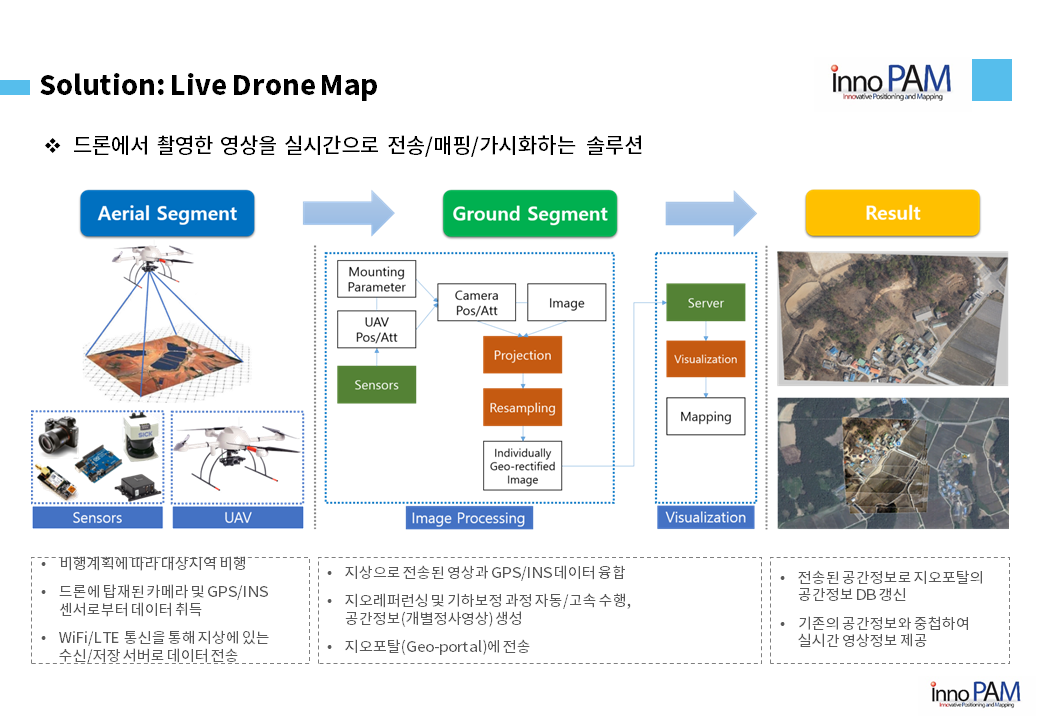 Solution: Live Drone Map
inno PAM
Innovative Positioning and Mapping
❖ 드론에서 촬영한 영상을 실시간으로 전송/매핑/가시화하는 솔루션
Aerial Segment
Ground Segment
Result
Mounting
Parameter
UAV
Pos/Att
Sensors
Camera
Pos/Att
Image
Projection
Resampling
Individually
Geo-rectified
Image
Server
Visualization
Mapping
SICK
Sensors
UAV
Image Processing
Visualization
• 비행계획에 따라 대상지역 비행
• 드론에 탑재된 카메라 및 GPS/INS
센서로부터 데이터 취득
• WiFi/LTE 통신을 통해 지상에 있는
수신/저장 서버로 데이터 전송
• 지상으로 전송된 영상과 GPS/INS 데이터 융합
• 지오레퍼런싱 및 기하보정 과정 자동/고속 수행,
공간정보(개별정사영상) 생성
• 지오포탈(Geo-portal)에 전송
• 전송된 공간정보로 지오포탈의
공간정보 DB 갱신
• 기존의 공간정보와 중첩하여
실시간 영상정보 제공
inno PAM
Innovative Positioning and Mapping